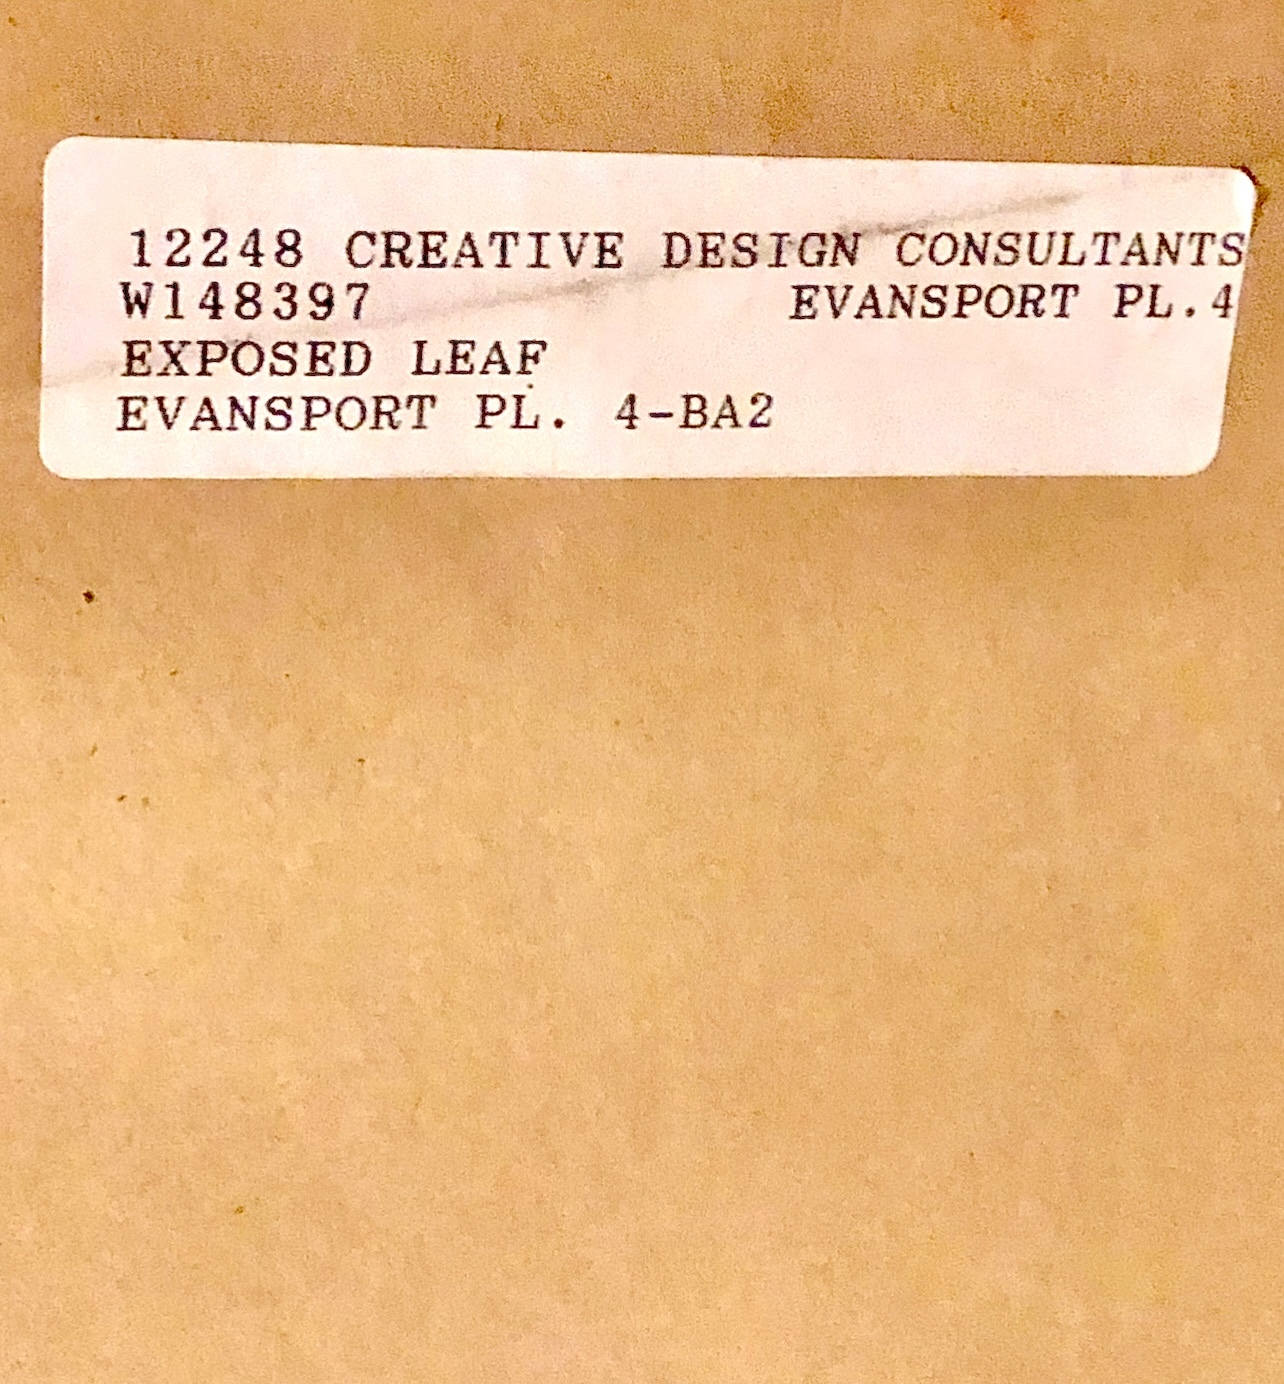 12248 CREATIVE DESIGN CONSULTANTS
W148397 EVANSPORT PL.4
EXPOSED LEAF
EVANSPORT PL. 4-BA2